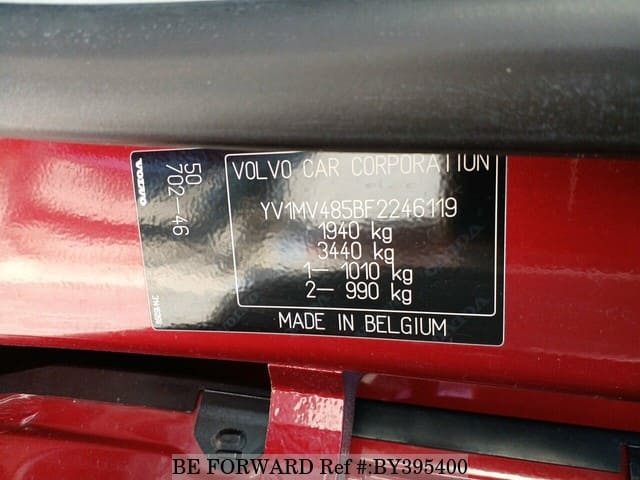 VOLVO
50
702-46
VOLVO CAR CORPORATION
YV1MV485BF2246119
1940 kg
3440 kg
1- 1010 kg
2- 990 kg
MADE IN BELGIUM
BE FORWARD Ref #:BY395400